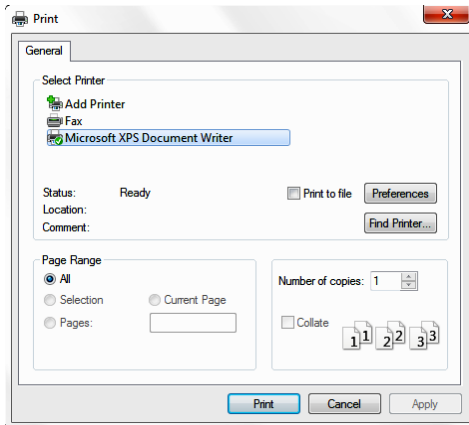 Print
General
Select Printer
Add Printer
Fax
Microsoft XPS Document Writer
Status: Ready
Print to file
Preferences
Location:
Comment:
Find Printer...
Page Range
All
Selection
Current Page
Pages:
Number of copies: 1
Collate
1 1 2 2 3 3
Print
Cancel
Apply